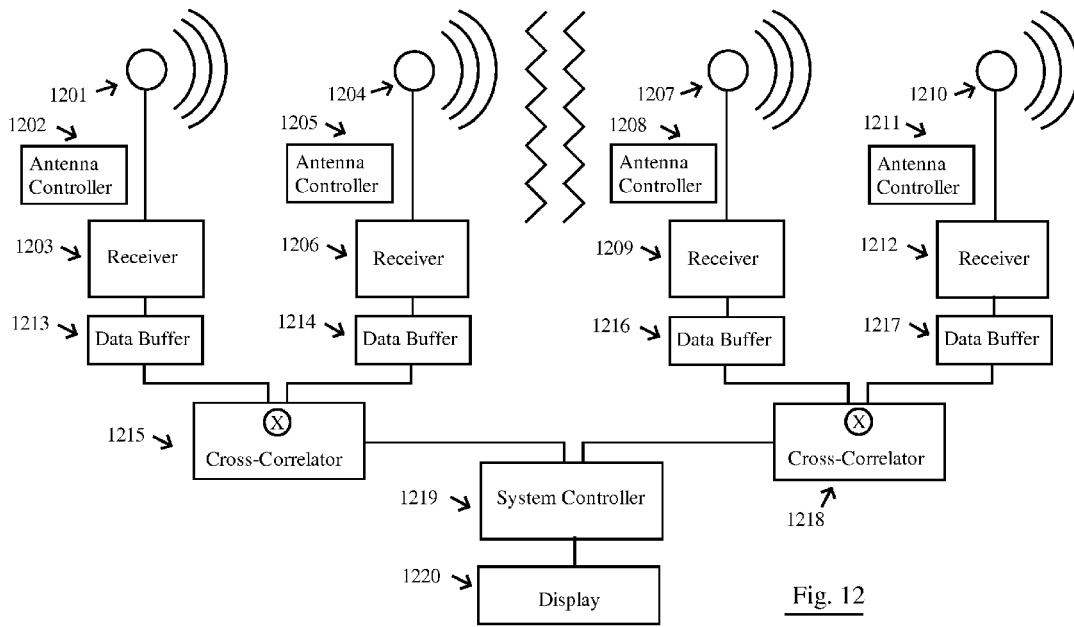 1201
1204
1207
1210
1202
1205
1208
1211
Antenna
Controller
Antenna
Controller
Antenna
Controller
Antenna
Controller
1203
1206
1209
1212
Receiver
Receiver
Receiver
Receiver
1213
1214
1216
1217
Data Buffer
Data Buffer
Data Buffer
Data Buffer
1215
X
Cross-Correlator
X
Cross-Correlator
1218
1219
System Controller
1220
Display
Fig. 12